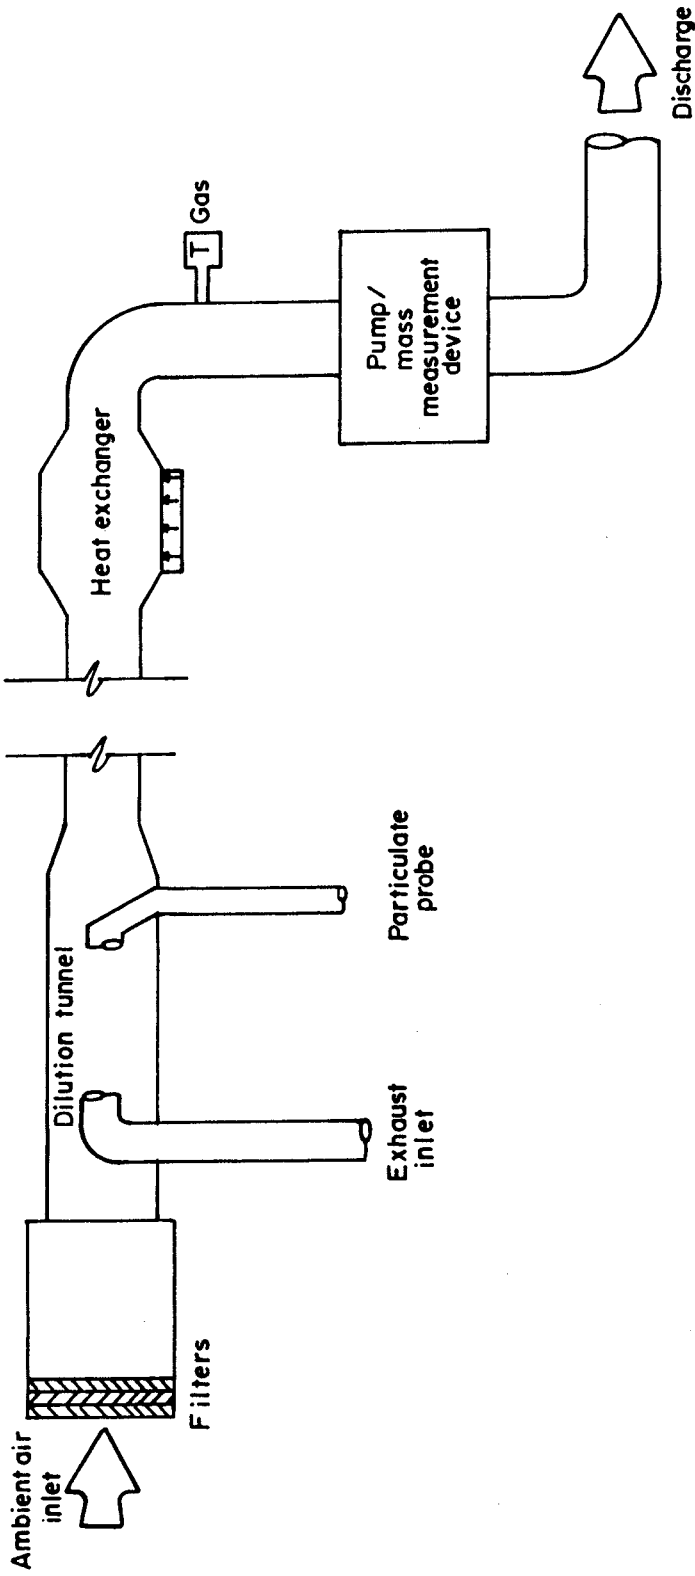 Ambient air
inlet
Filters
Dilution tunnel
Exhaust
inlet
Particulate
probe
Heat exchanger
T Gas
Pump/
mass
measurement
device
Discharge